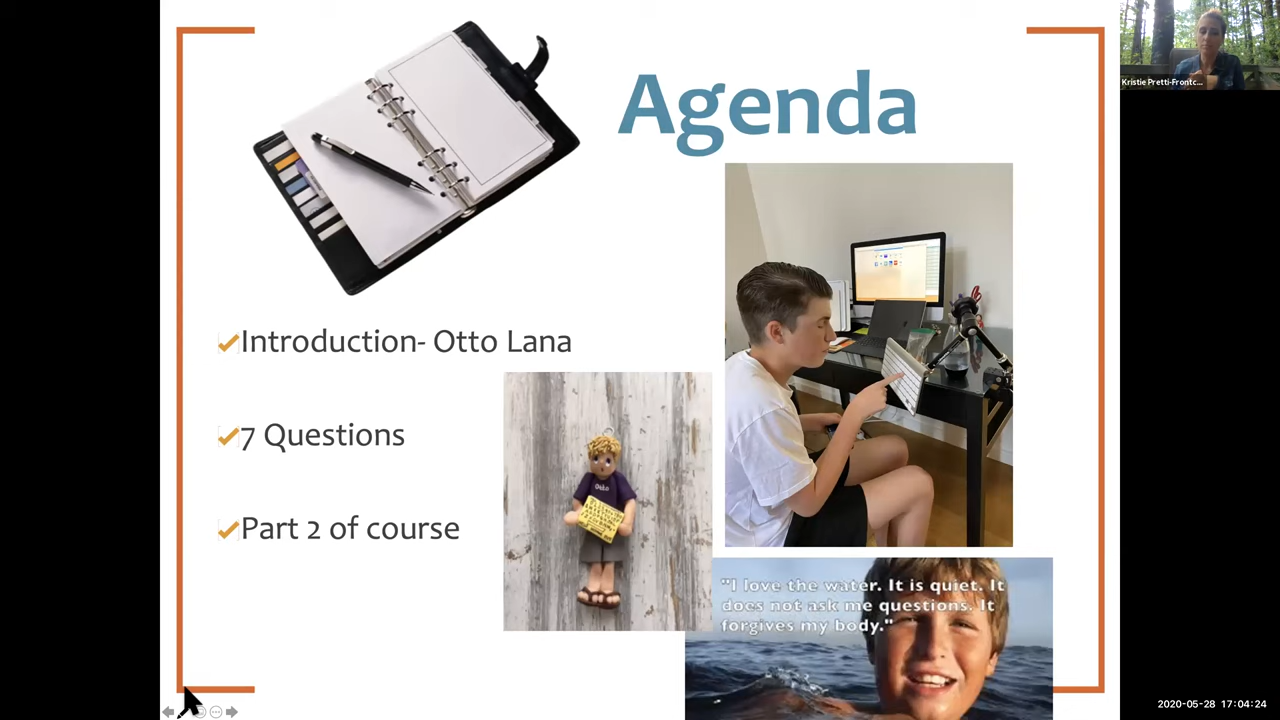 Agenda
Kristie Pretti-Frontc...
Introduction- Otto Lana
7 Questions
Otto
Part 2 of course
"I love the water. It is quiet. It
does not ask me questions. It
forgives my body."
2020-05-28 17:04:24